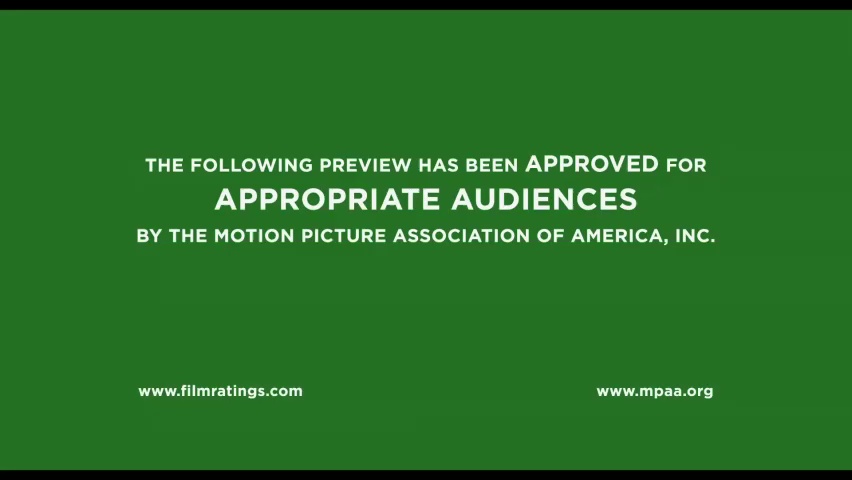 THE FOLLOWING PREVIEW HAS BEEN APPROVED FOR
APPROPRIATE AUDIENCES
BY THE MOTION PICTURE ASSOCIATION OF AMERICA, INC.
www.filmratings.com www.mpaa.org